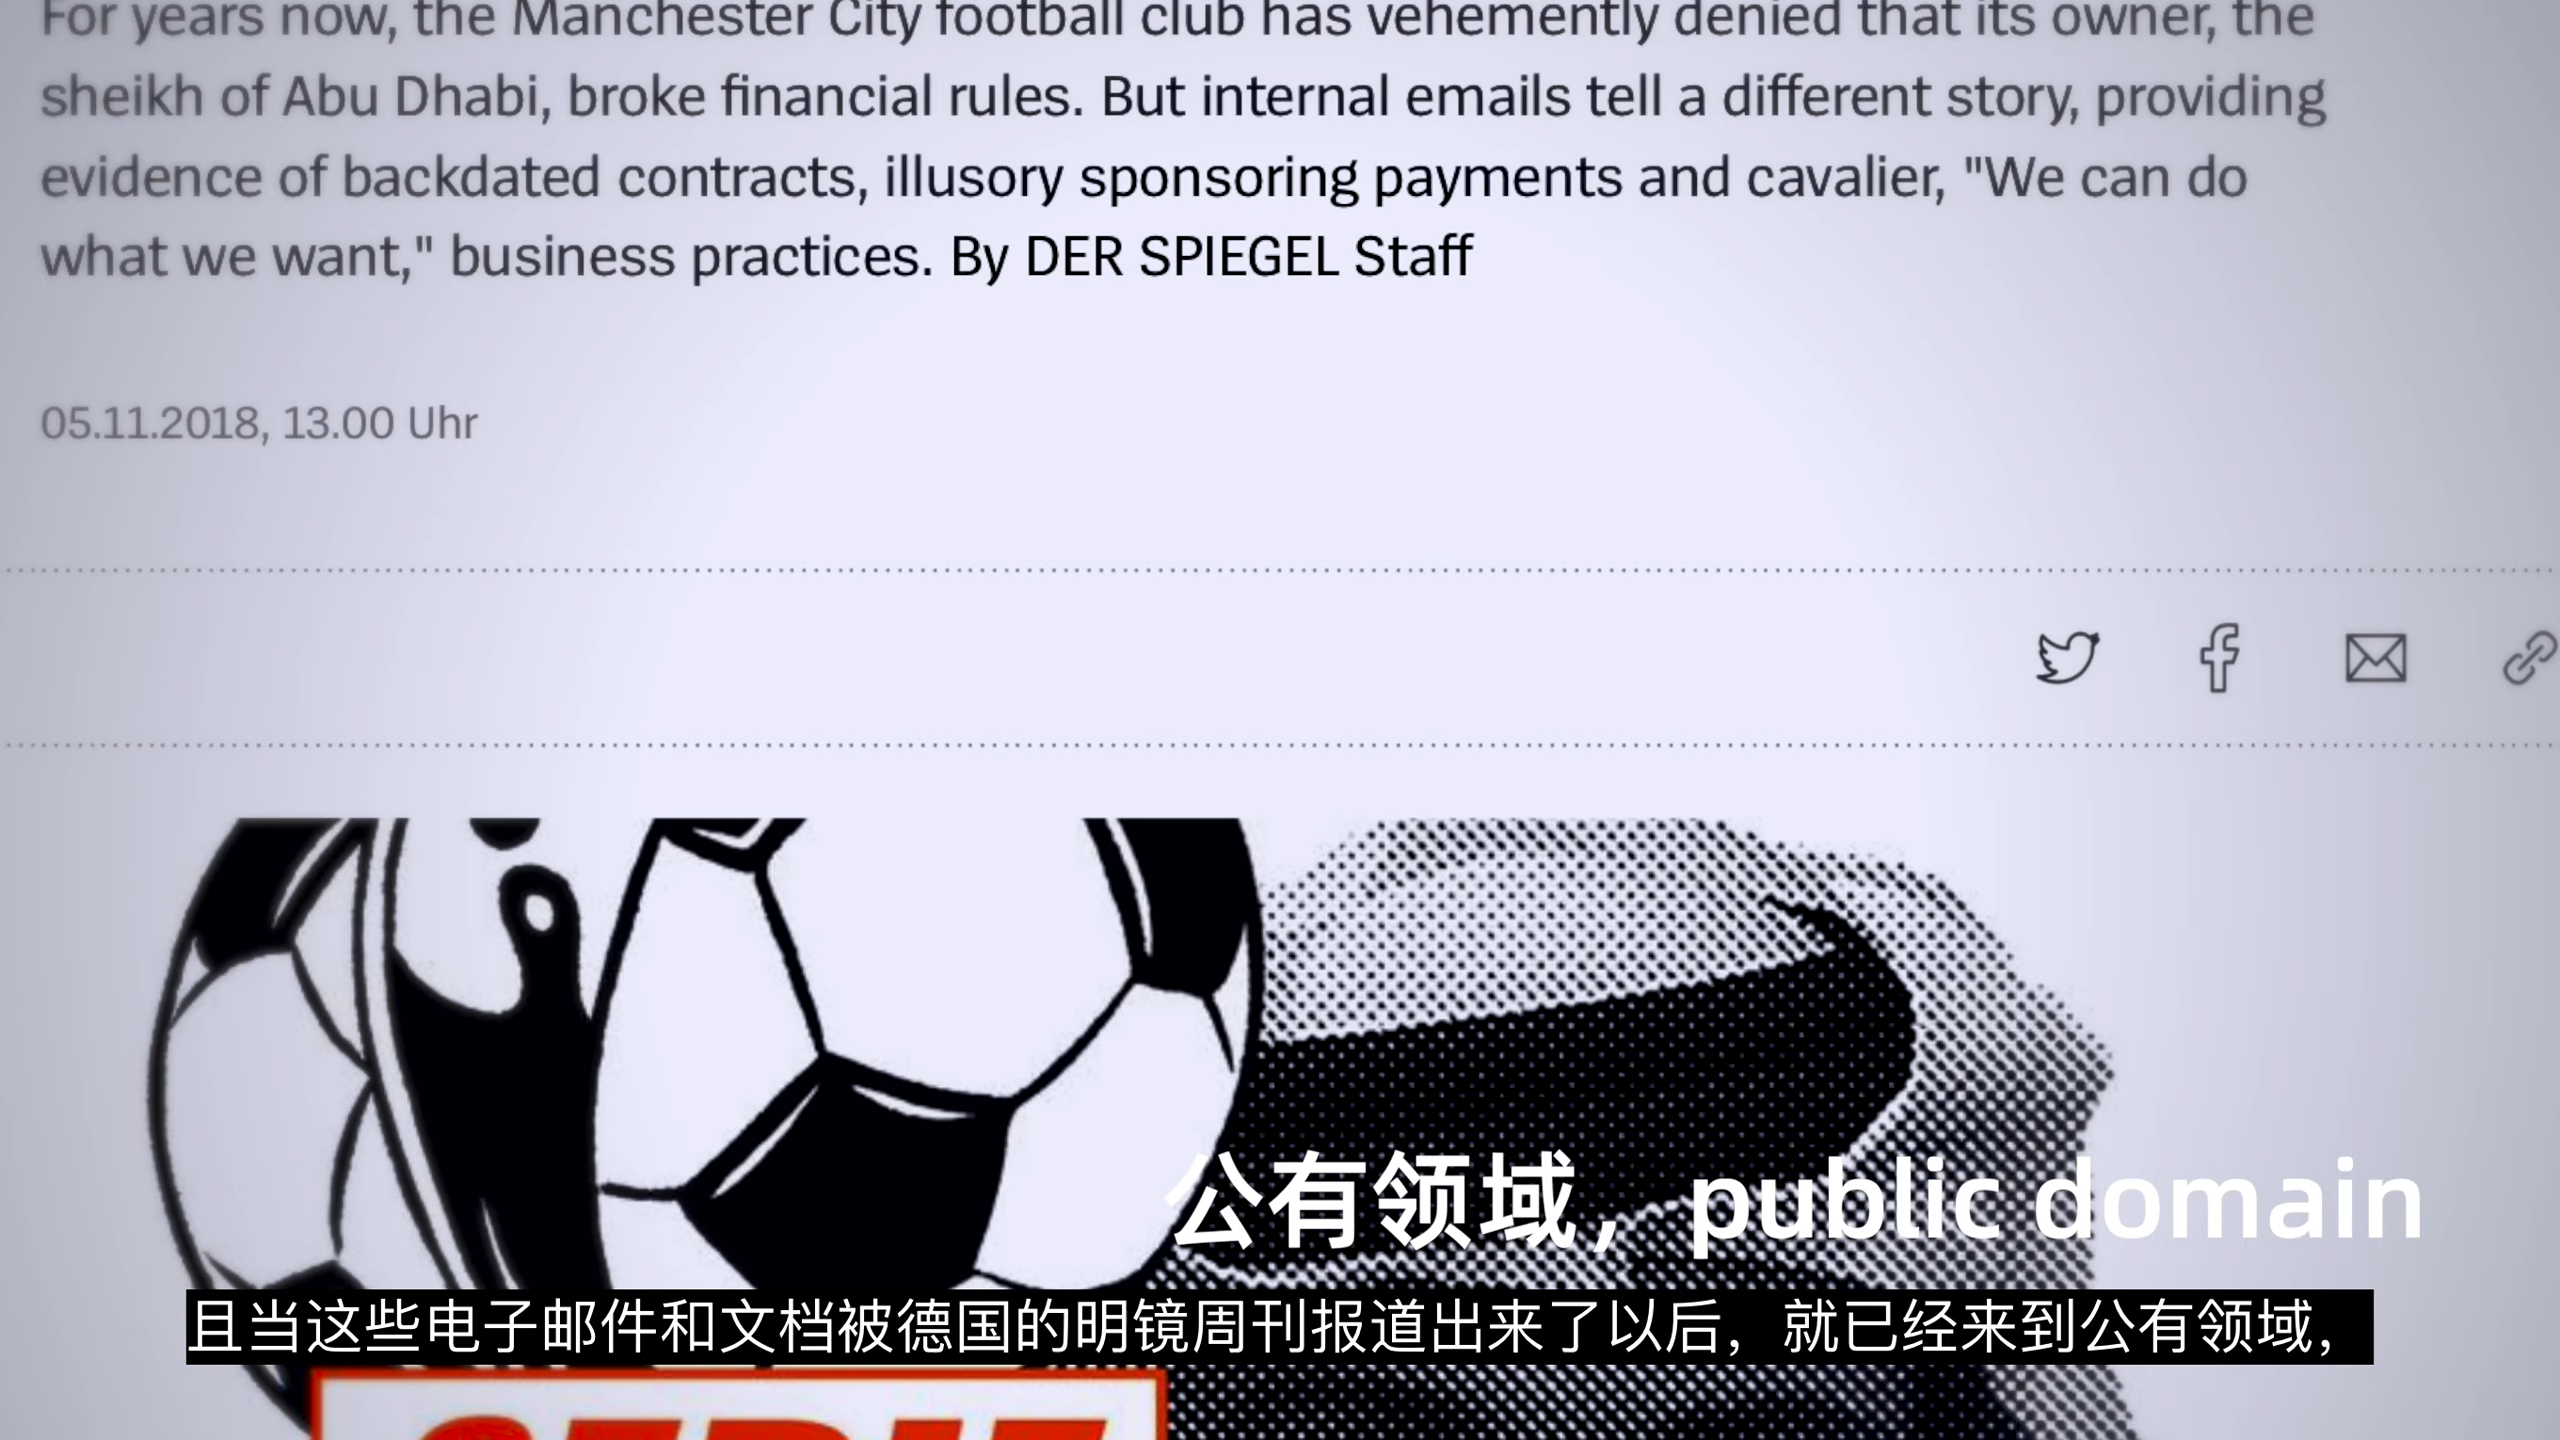 For years now, the Manchester City football club has vehemently denied that its owner, the
sheikh of Abu Dhabi, broke financial rules. But internal emails tell a different story, providing
evidence of backdated contracts, illusory sponsoring payments and cavalier, "We can do
what we want," business practices. By DER SPIEGEL Staff
05.11.2018, 13.00 Uhr
公有领域，public domain
且当这些电子邮件和文档被德国的明镜周刊报道出来了以后，就已经来到公有领域，